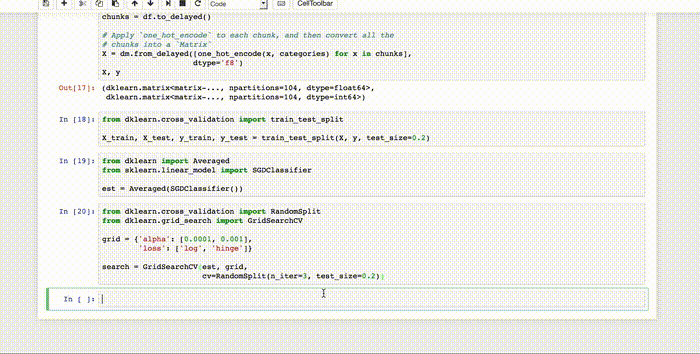 Code
CellToolbar
chunks = df.to_delayed()
# Apply `one_hot_encode` to each chunk, and then convert all the
# chunks into a `Matrix`
X = dm.from_delayed([one_hot_encode(x, categories) for x in chunks],
dtype='f8')
X, y
Out[17]: (dklearn.matrix<matrix-..., npartitions=104, dtype=float64>,
dklearn.matrix<matrix-..., npartitions=104, dtype=int64>)
In [18]: from dklearn.cross_validation import train_test_split
X_train, X_test, y_train, y_test = train_test_split(X, y, test_size=0.2)
In [19]: from dklearn import Averaged
from sklearn.linear_model import SGDClassifier
est = Averaged(SGDClassifier())
In [20]: from dklearn.cross_validation import RandomSplit
from dklearn.grid_search import GridSearchCV
grid = {'alpha': [0.0001, 0.001],
'loss': ['log', 'hinge']}
search = GridSearchCV(est, grid,
cv=RandomSplit(n_iter=3, test_size=0.2))
In [ ]: